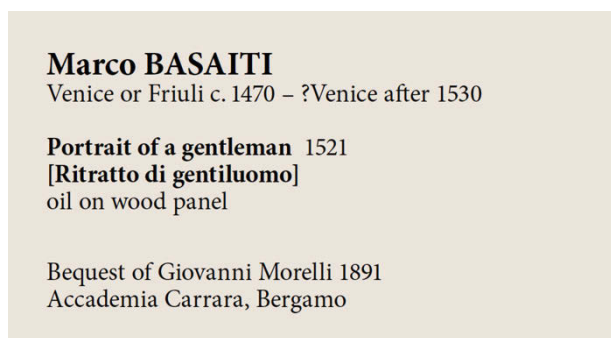 Marco BASAITI
Venice or Friuli c. 1470 – ?Venice after 1530
Portrait of a gentleman 1521
[Ritratto di gentiluomo]
oil on wood panel
Bequest of Giovanni Morelli 1891
Accademia Carrara, Bergamo